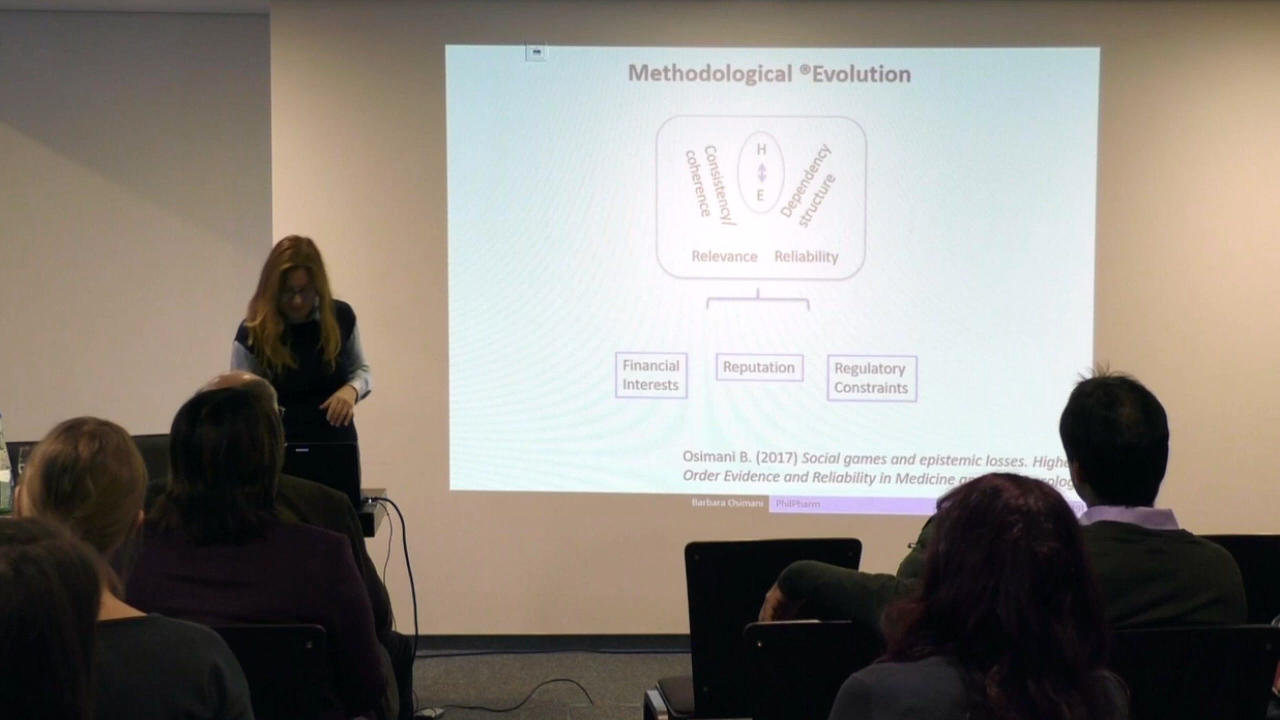 Methodological ®Evolution
Consistency/
coherence
H
E
Dependency
structure
Relevance Reliability
Financial
Interests
Reputation
Regulatory
Constraints
Osimani B. (2017) Social games and epistemic losses.
Order Evidence and Reliability in Medicine
Barbara Osimani PhilPharm